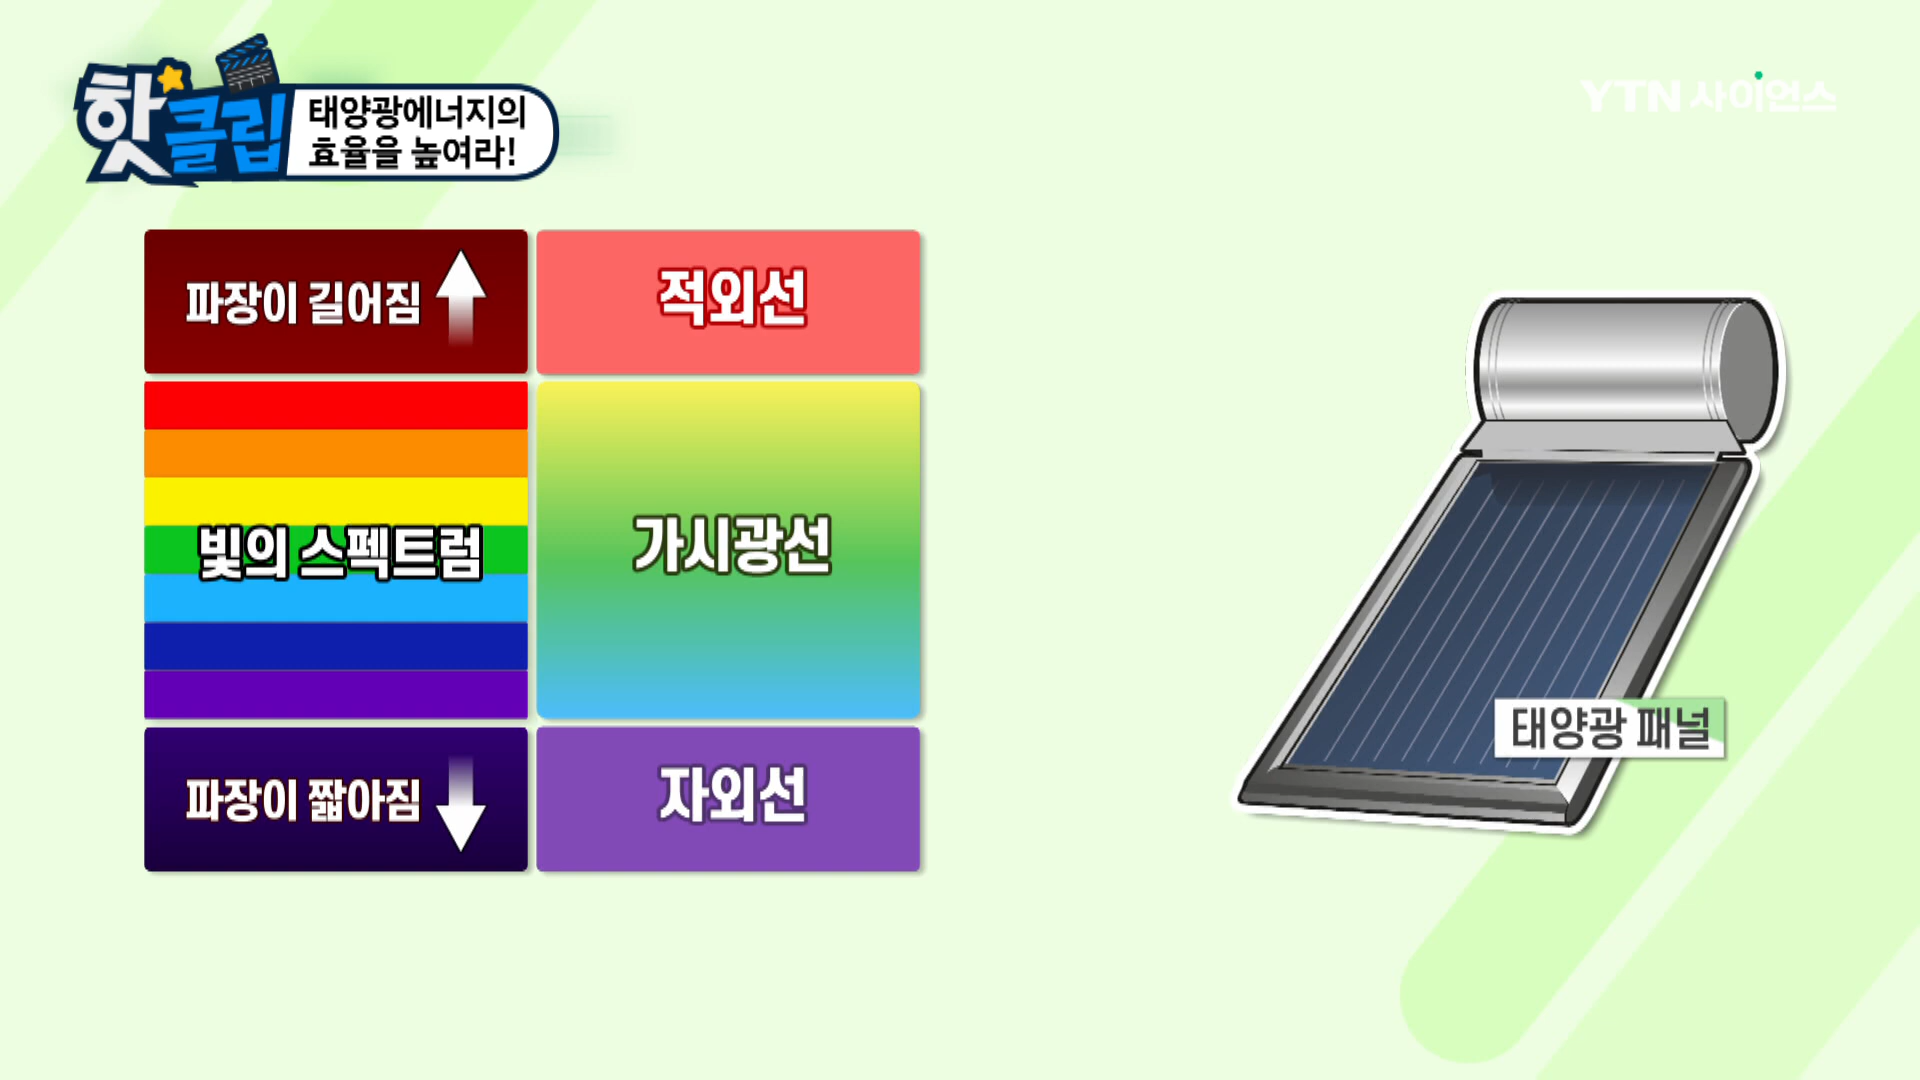 핫클립
태양광에너지의
효율을 높여라!
YTN 사이언스
파장이 길어짐
적외선
빛의 스펙트럼
가시광선
파장이 짧아짐
자외선
태양광 패널